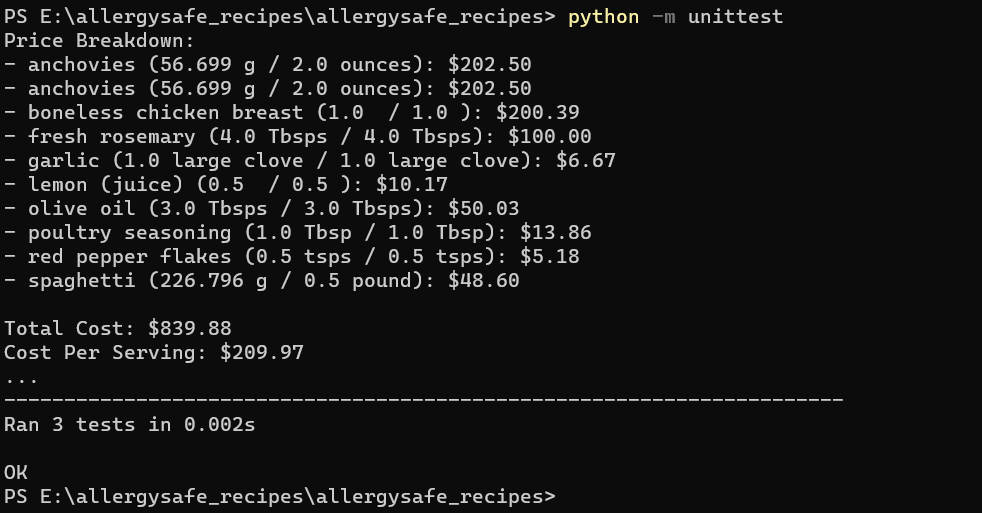 PS E:\allergysafe_recipes\allergysafe_recipes> python -m unittest
Price Breakdown:
- anchovies (56.699 g / 2.0 ounces): $202.50
- anchovies (56.699 g / 2.0 ounces): $202.50
- boneless chicken breast (1.0  / 1.0 ): $200.39
- fresh rosemary (4.0 Tbsps / 4.0 Tbsps): $100.00
- garlic (1.0 large clove / 1.0 large clove): $6.67
- lemon (juice) (0.5  / 0.5 ): $10.17
- olive oil (3.0 Tbsps / 3.0 Tbsps): $50.03
- poultry seasoning (1.0 Tbsp / 1.0 Tbsp): $13.86
- red pepper flakes (0.5 tsps / 0.5 tsps): $5.18
- spaghetti (226.796 g / 0.5 pound): $48.60

Total Cost: $839.88
Cost Per Serving: $209.97
...
----------------------------------------------------------------------
Ran 3 tests in 0.002s

OK
PS E:\allergysafe_recipes\allergysafe_recipes>